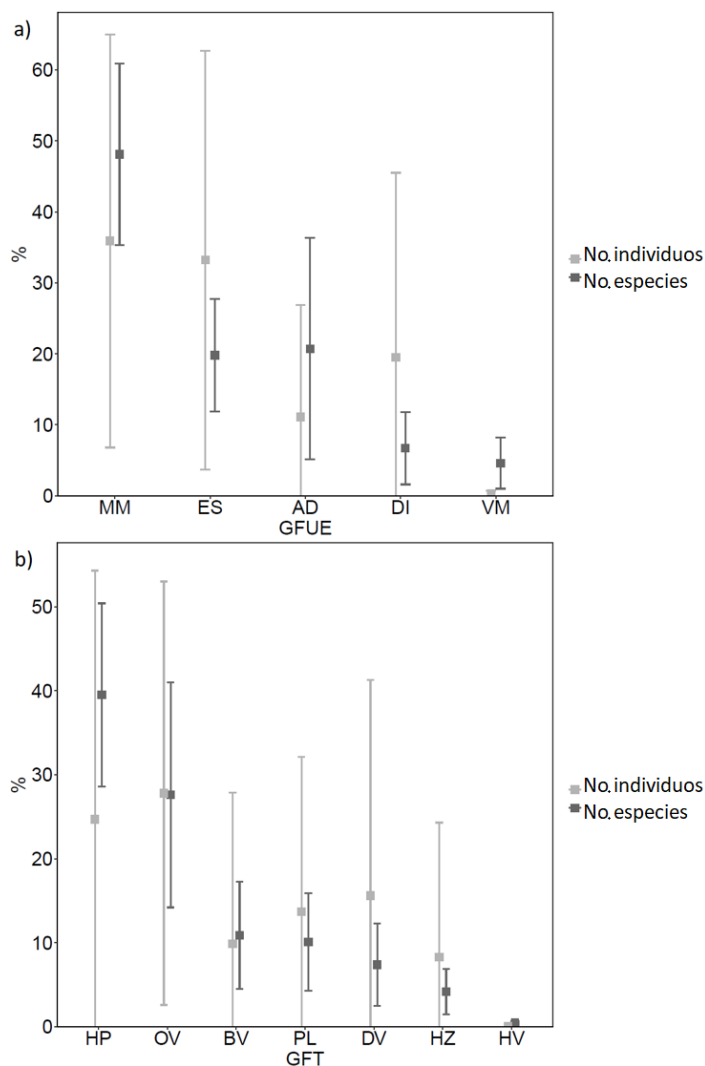 a)
60
50
40
30
20
10
0
%
MM ES AD DI VM
GFUE
No. individuos
No. especies
b)
50
40
30
20
10
0
%
HP OV BV PL DV HZ HV
GFT
No. individuos
No. especies